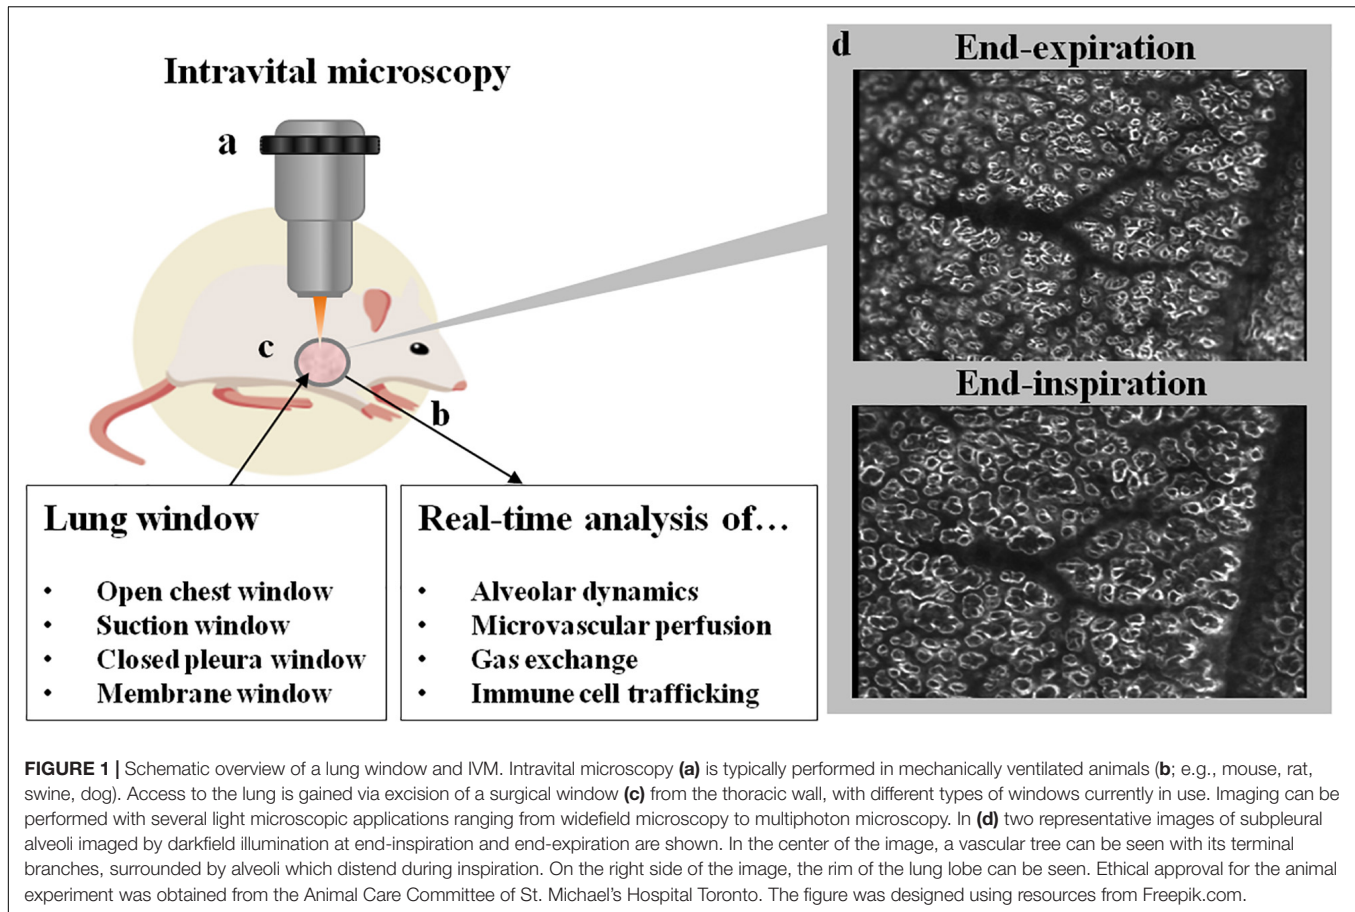 Intravital microscopy
a
c
b
Lung window
• Open chest window
• Suction window
• Closed pleura window
• Membrane window
Real-time analysis of…
• Alveolar dynamics
• Microvascular perfusion
• Gas exchange
• Immune cell trafficking
d
End-expiration
End-inspiration
FIGURE 1 | Schematic overview of a lung window and IVM. Intravital microscopy (a) is typically performed in mechanically ventilated animals (b; e.g., mouse, rat,
swine, dog). Access to the lung is gained via excision of a surgical window (c) from the thoracic wall, with different types of windows currently in use. Imaging can be
performed with several light microscopic applications ranging from widefield microscopy to multiphoton microscopy. In (d) two representative images of subpleural
alveoli imaged by darkfield illumination at end-inspiration and end-expiration are shown. In the center of the image, a vascular tree can be seen with its terminal
branches, surrounded by alveoli which distend during inspiration. On the right side of the image, the rim of the lung lobe can be seen. Ethical approval for the animal
experiment was obtained from the Animal Care Committee of St. Michael's Hospital Toronto. The figure was designed using resources from Freepik.com.